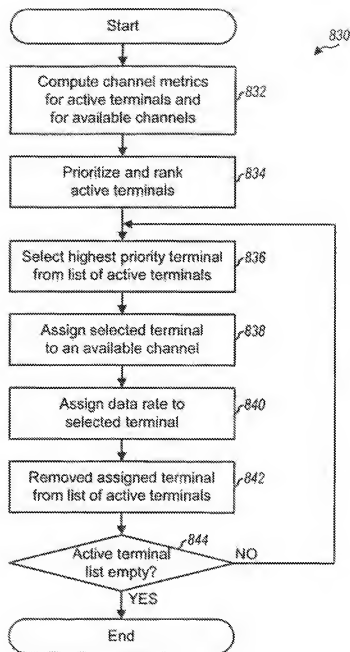 Start
830
Compute channel metrics
for active terminals and
for available channels
832
Prioritize and rank
active terminals
834
Select highest priority terminal
from list of active terminals
836
Assign selected terminal
to an available channel
838
Assign data rate to
selected terminal
840
Removed assigned terminal
from list of active terminals
842
844
Active terminal
list empty?
NO
YES
End